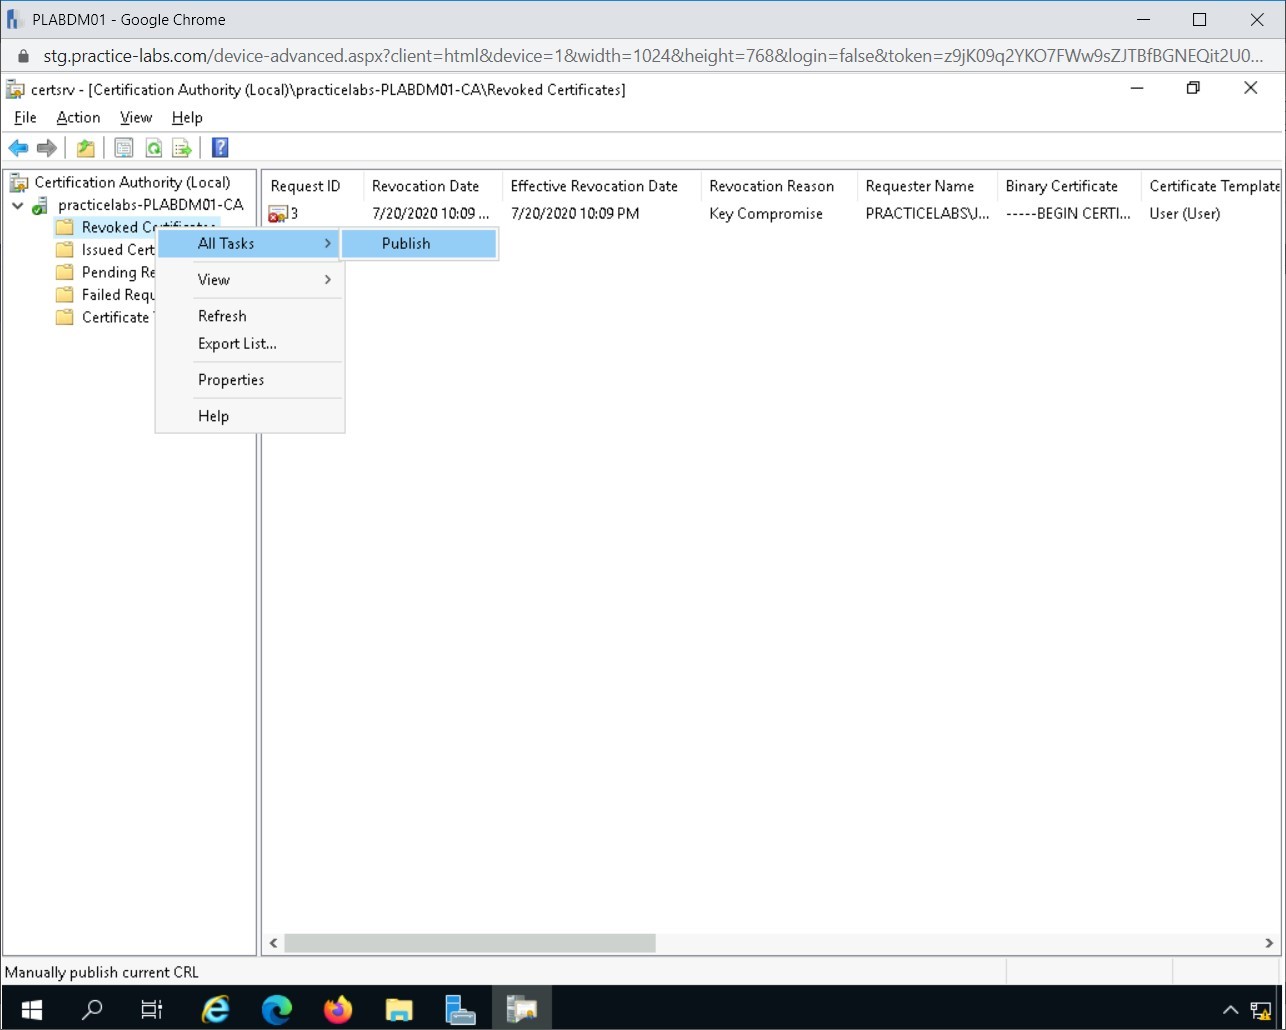 PLABDM01 - Google Chrome
stg.practice-labs.com/device-advanced.aspx?client=html&device=1&width=1024&height=768&login=false&token=z9jK09q2YKO7FWw9sZJTBfBGNEQit2U0...
certsrv - [Certification Authority (Local)\practicelabs-PLABDM01-CA\Revoked Certificates]
File Action View Help
Certification Authority (Local)
practicelabs-PLABDM01-CA
Revoked Certificates
Issued Cert
Pending Re
Failed Requ
Certificate
All Tasks
View
Refresh
Export List...
Properties
Help
Publish
Request ID Revocation Date Effective Revocation Date Revocation Reason Requester Name Binary Certificate Certificate Template
3 7/20/2020 10:09 ... 7/20/2020 10:09 PM Key Compromise PRACTICELABS\J... -----BEGIN CERTI... User (User)
Manually publish current CRL